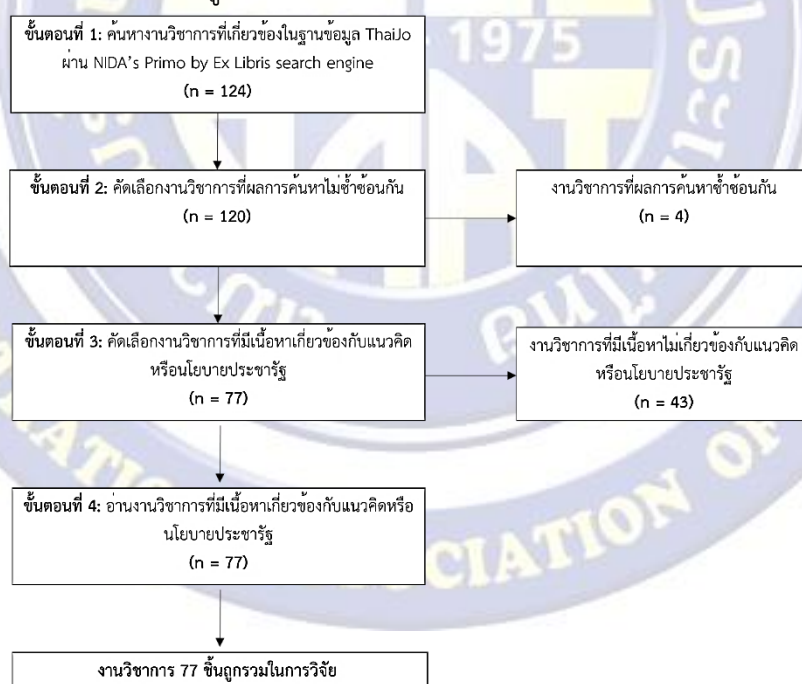 ขั้นตอนที่ 1: ค้นหางานวิชาการที่เกี่ยวข้องในฐานข้อมูล ThaiJo
ผ่าน NIDA's Primo by Ex Libris search engine
(n = 124)
1975
ขั้นตอนที่ 2: คัดเลือกงานวิชาการที่ผลการค้นหาไม่ซ้ำซ้อนกัน
(n = 120)
งานวิชาการที่ผลการค้นหาซ้ำซ้อนกัน
(n = 4)
ขั้นตอนที่ 3: คัดเลือกงานวิชาการที่มีเนื้อหาเกี่ยวข้องกับแนวคิด
หรือนโยบายประชารัฐ
(n = 77)
งานวิชาการที่มีเนื้อหาไม่เกี่ยวข้องกับแนวคิด
หรือนโยบายประชารัฐ
(n = 43)
ขั้นตอนที่ 4: อ่านงานวิชาการที่มีเนื้อหาเกี่ยวข้องกับแนวคิดหรือ
นโยบายประชารัฐ
(n = 77)
งานวิชาการ 77 ชิ้นถูกรวมในการวิจัย